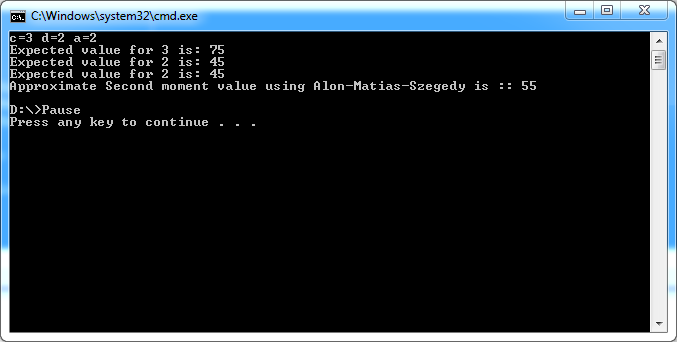 C:\Windows\system32\cmd.exe
c=3 d=2 a=2
Expected value for 3 is: 75
Expected value for 2 is: 45
Expected value for 2 is: 45
Approximate Second moment value using Alon-Matias-Szegedy is :: 55
D:\>Pause
Press any key to continue . . .